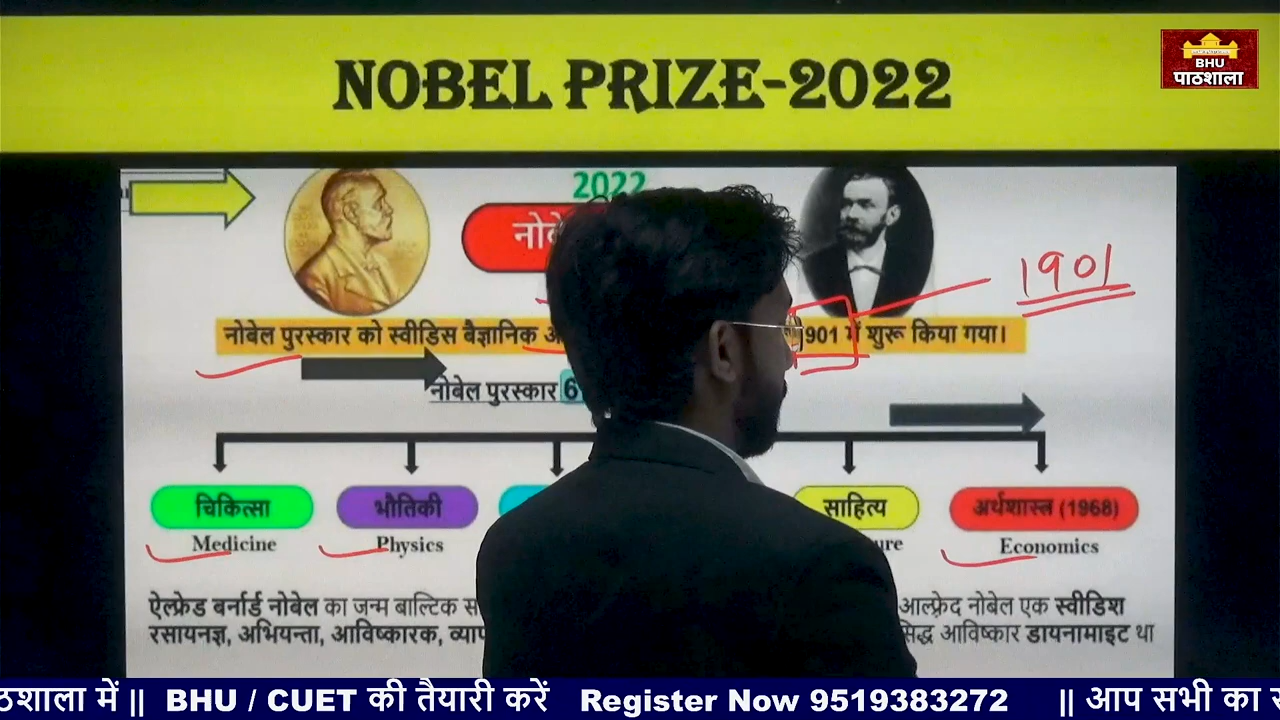 NOBEL PRIZE-2022
BHU
पाठशाला
2022
नोबेल पुरस्कार को स्वीडिस बैज्ञानिक
901 में शुरू किया गया।
1901
नोबेल पुरस्कार 6
चिकित्सा
भौतिकी
साहित्य
अर्थशास्त्र (1968)
Medicine
Physics
Economics
ऐल्फ्रेड बर्नार्ड नोबेल का जन्म बाल्टिक
आल्फ़्रेद नोबेल एक स्वीडिश
रसायनज्ञ, अभियन्ता, आविष्कारक,
आविष्कार डायनामाइट था
में || BHU / CUET की तैयारी करें Register Now 9519383272 || आप सभी का